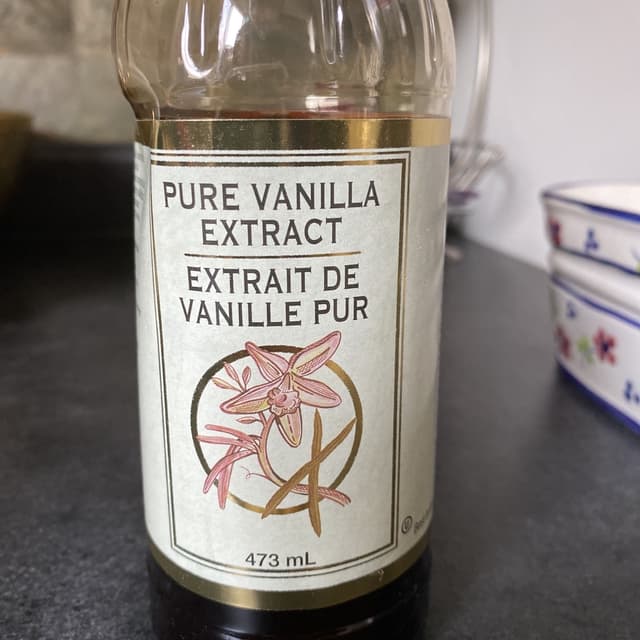 PURE VANILLA
EXTRACT
EXTRAIT DE
VANILLE PUR
473 mL